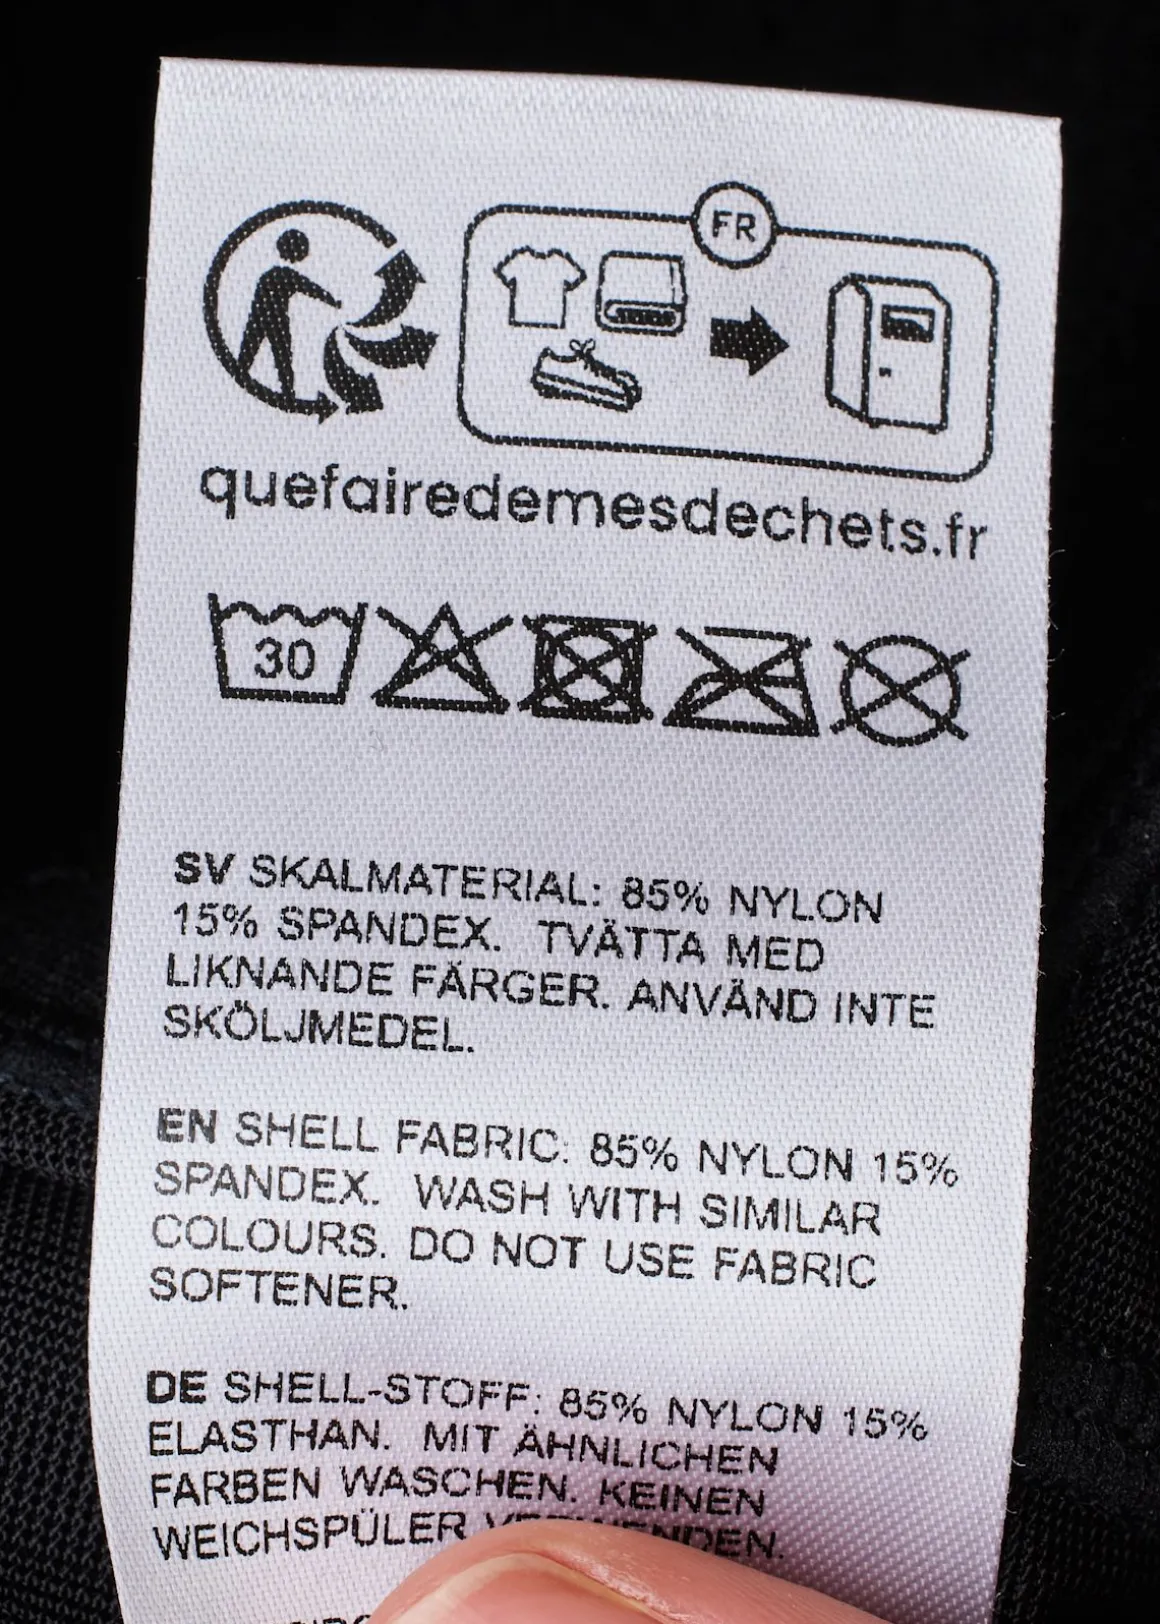 FR
quefairedemesdechets.fr
30
SV SKALMATERIAL: 85% NYLON
15% SPANDEX. TVÄTTA MED
LIKNANDE FÄRGER. ANVÄND INTE
SKÖLJMEDEL.
EN SHELL FABRIC: 85% NYLON 15%
SPANDEX. WASH WITH SIMILAR
COLOURS. DO NOT USE FABRIC
SOFTENER.
DE SHELL-STOFF: 85% NYLON 15%
ELASTHAN. MIT ÄHNLICHEN
FARBEN WASCHEN. KEINEN
WEICHSPÜLER VERWENDEN.